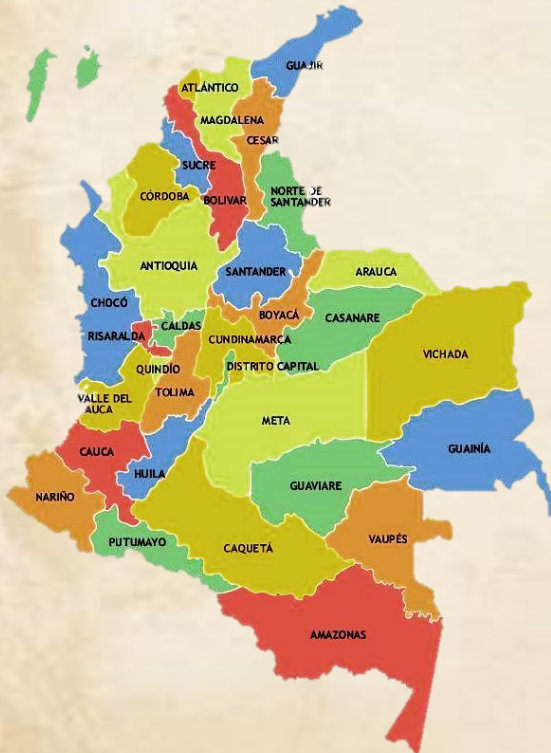 GUAJIR
ATLÁNTICO
MAGDALENA
CESAR
SUCRE
CÓRDOBA
BOLIVAR
NORTE DE
SANTANDER
ANTIOQUIA
SANTANDER
ARAUCA
CHOCÓ
BOYACÁ
CASANARE
RISARALDA
CALDAS
CUNDINAMARCA
VICHADA
QUINDÍO
DISTRITO CAPITAL
TOLIMA
VALLE DEL
AUCA
META
CAUCA
GUAINÍA
HUILA
GUAVIARE
NARIÑO
PUTUMAYO
CAQUETÁ
VAUPÉS
AMAZONAS